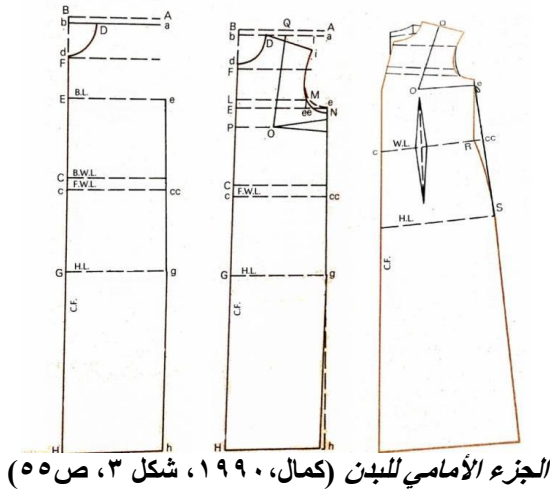 B A
b a
D
d
F
E B.L. e
C B.W.L.
c F.W.L. cc
G H.L. g
C.F.
H h
B Q A
b D a
i
d
F
L M e
E ee N
P O
C
c F.W.L. cc
G H.L. g
C.F.
H h
O
O e
W.L. R cc
c
S
H.L.
C.F.
الجزء الأمامي للبدن (كمال،١٩٩٠، شكل ٣، ص٥٥)